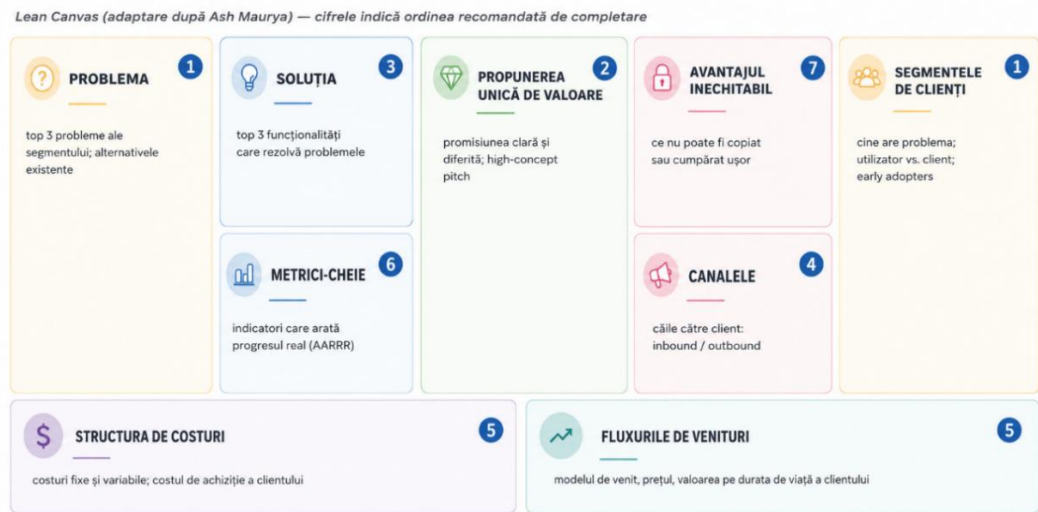 Lean Canvas (adaptare după Ash Maurya) — cifrele indică ordinea recomandată de completare
PROBLEMA
1
top 3 probleme ale
segmentului; alternativele
existente
SOLUȚIA
3
top 3 funcționalități
care rezolvă problemele
METRICI-CHEIE
6
indicatori care arată
progresul real (AARRR)
PROPUNEREA
UNICĂ DE VALOARE
2
promisiunea clară și
diferită; high-concept
pitch
AVANTAJUL
INECHITABIL
7
ce nu poate fi copiat
sau cumpărat ușor
CANALELE
4
căile către client:
inbound / outbound
SEGMENTELE
DE CLIENȚI
1
cine are problema;
utilizator vs. client;
early adopters
$
STRUCTURA DE COSTURI
5
costuri fixe și variabile; costul de achiziție a clientului
FLUXURILE DE VENITURI
5
modelul de venit, prețul, valoarea pe durata de viață a clientului